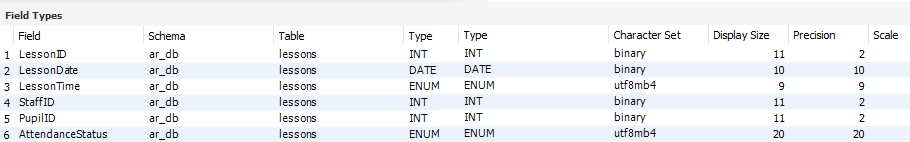 Field Types
Field Schema Table Type Type Character Set Display Size Precision Scale
1 LessonID ar_db lessons INT INT binary 11 2
2 LessonDate ar_db lessons DATE DATE binary 10 10
3 LessonTime ar_db lessons ENUM ENUM utf8mb4 9 9
4 StaffID ar_db lessons INT INT binary 11 2
5 PupilID ar_db lessons INT INT binary 11 2
6 AttendanceStatus ar_db lessons ENUM ENUM utf8mb4 20 20